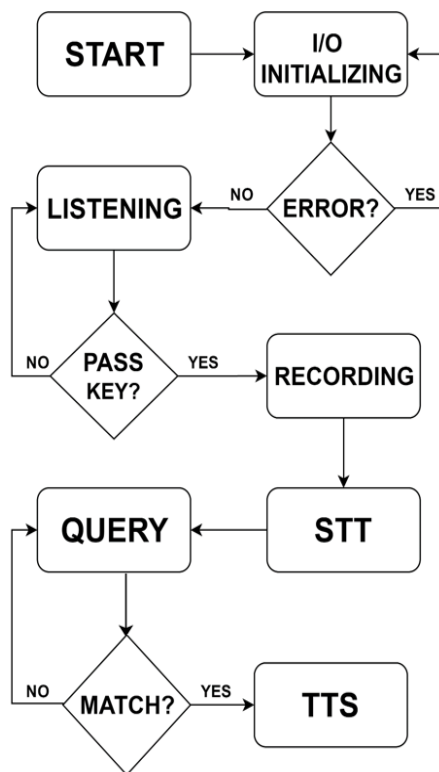 START
I/O
INITIALIZING
NO
ERROR?
YES
LISTENING
NO
PASS
KEY?
YES
RECORDING
QUERY
STT
NO
MATCH?
YES
TTS